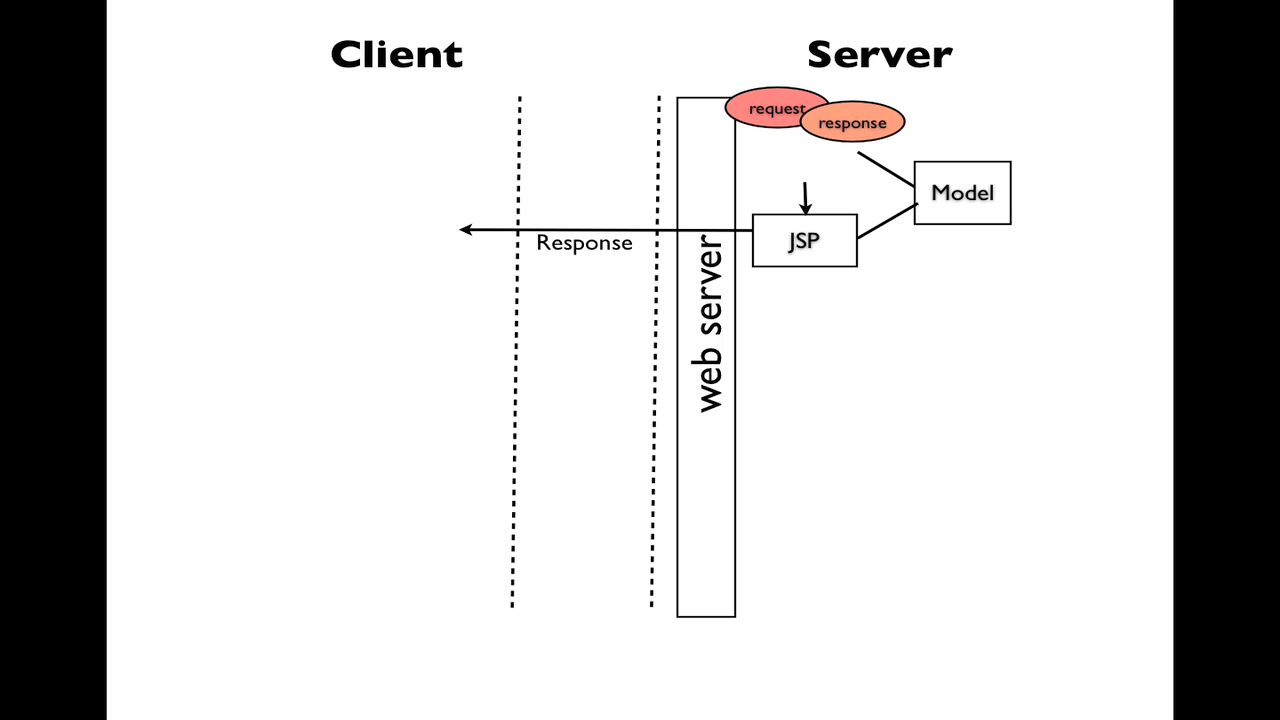 Client
Server
request
response
Model
JSP
Response
web server